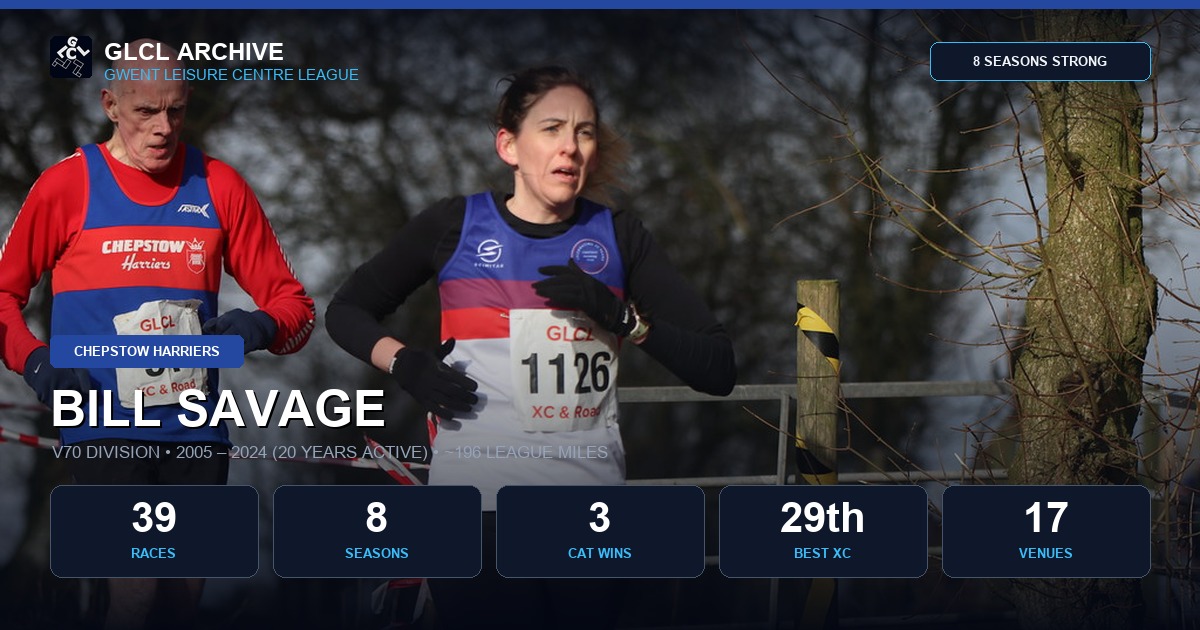 GLCL ARCHIVE
GWENT LEISURE CENTRE LEAGUE
8 SEASONS STRONG
CHEPSTOW
Harriers
GLCL
XC & Road
GLCL
1126
XC & Road
CHEPSTOW HARRIERS
BILL SAVAGE
V70 DIVISION • 2005 – 2024 (20 YEARS ACTIVE) • ~196 LEAGUE MILES
39
RACES
8
SEASONS
3
CAT WINS
29th
BEST XC
17
VENUES